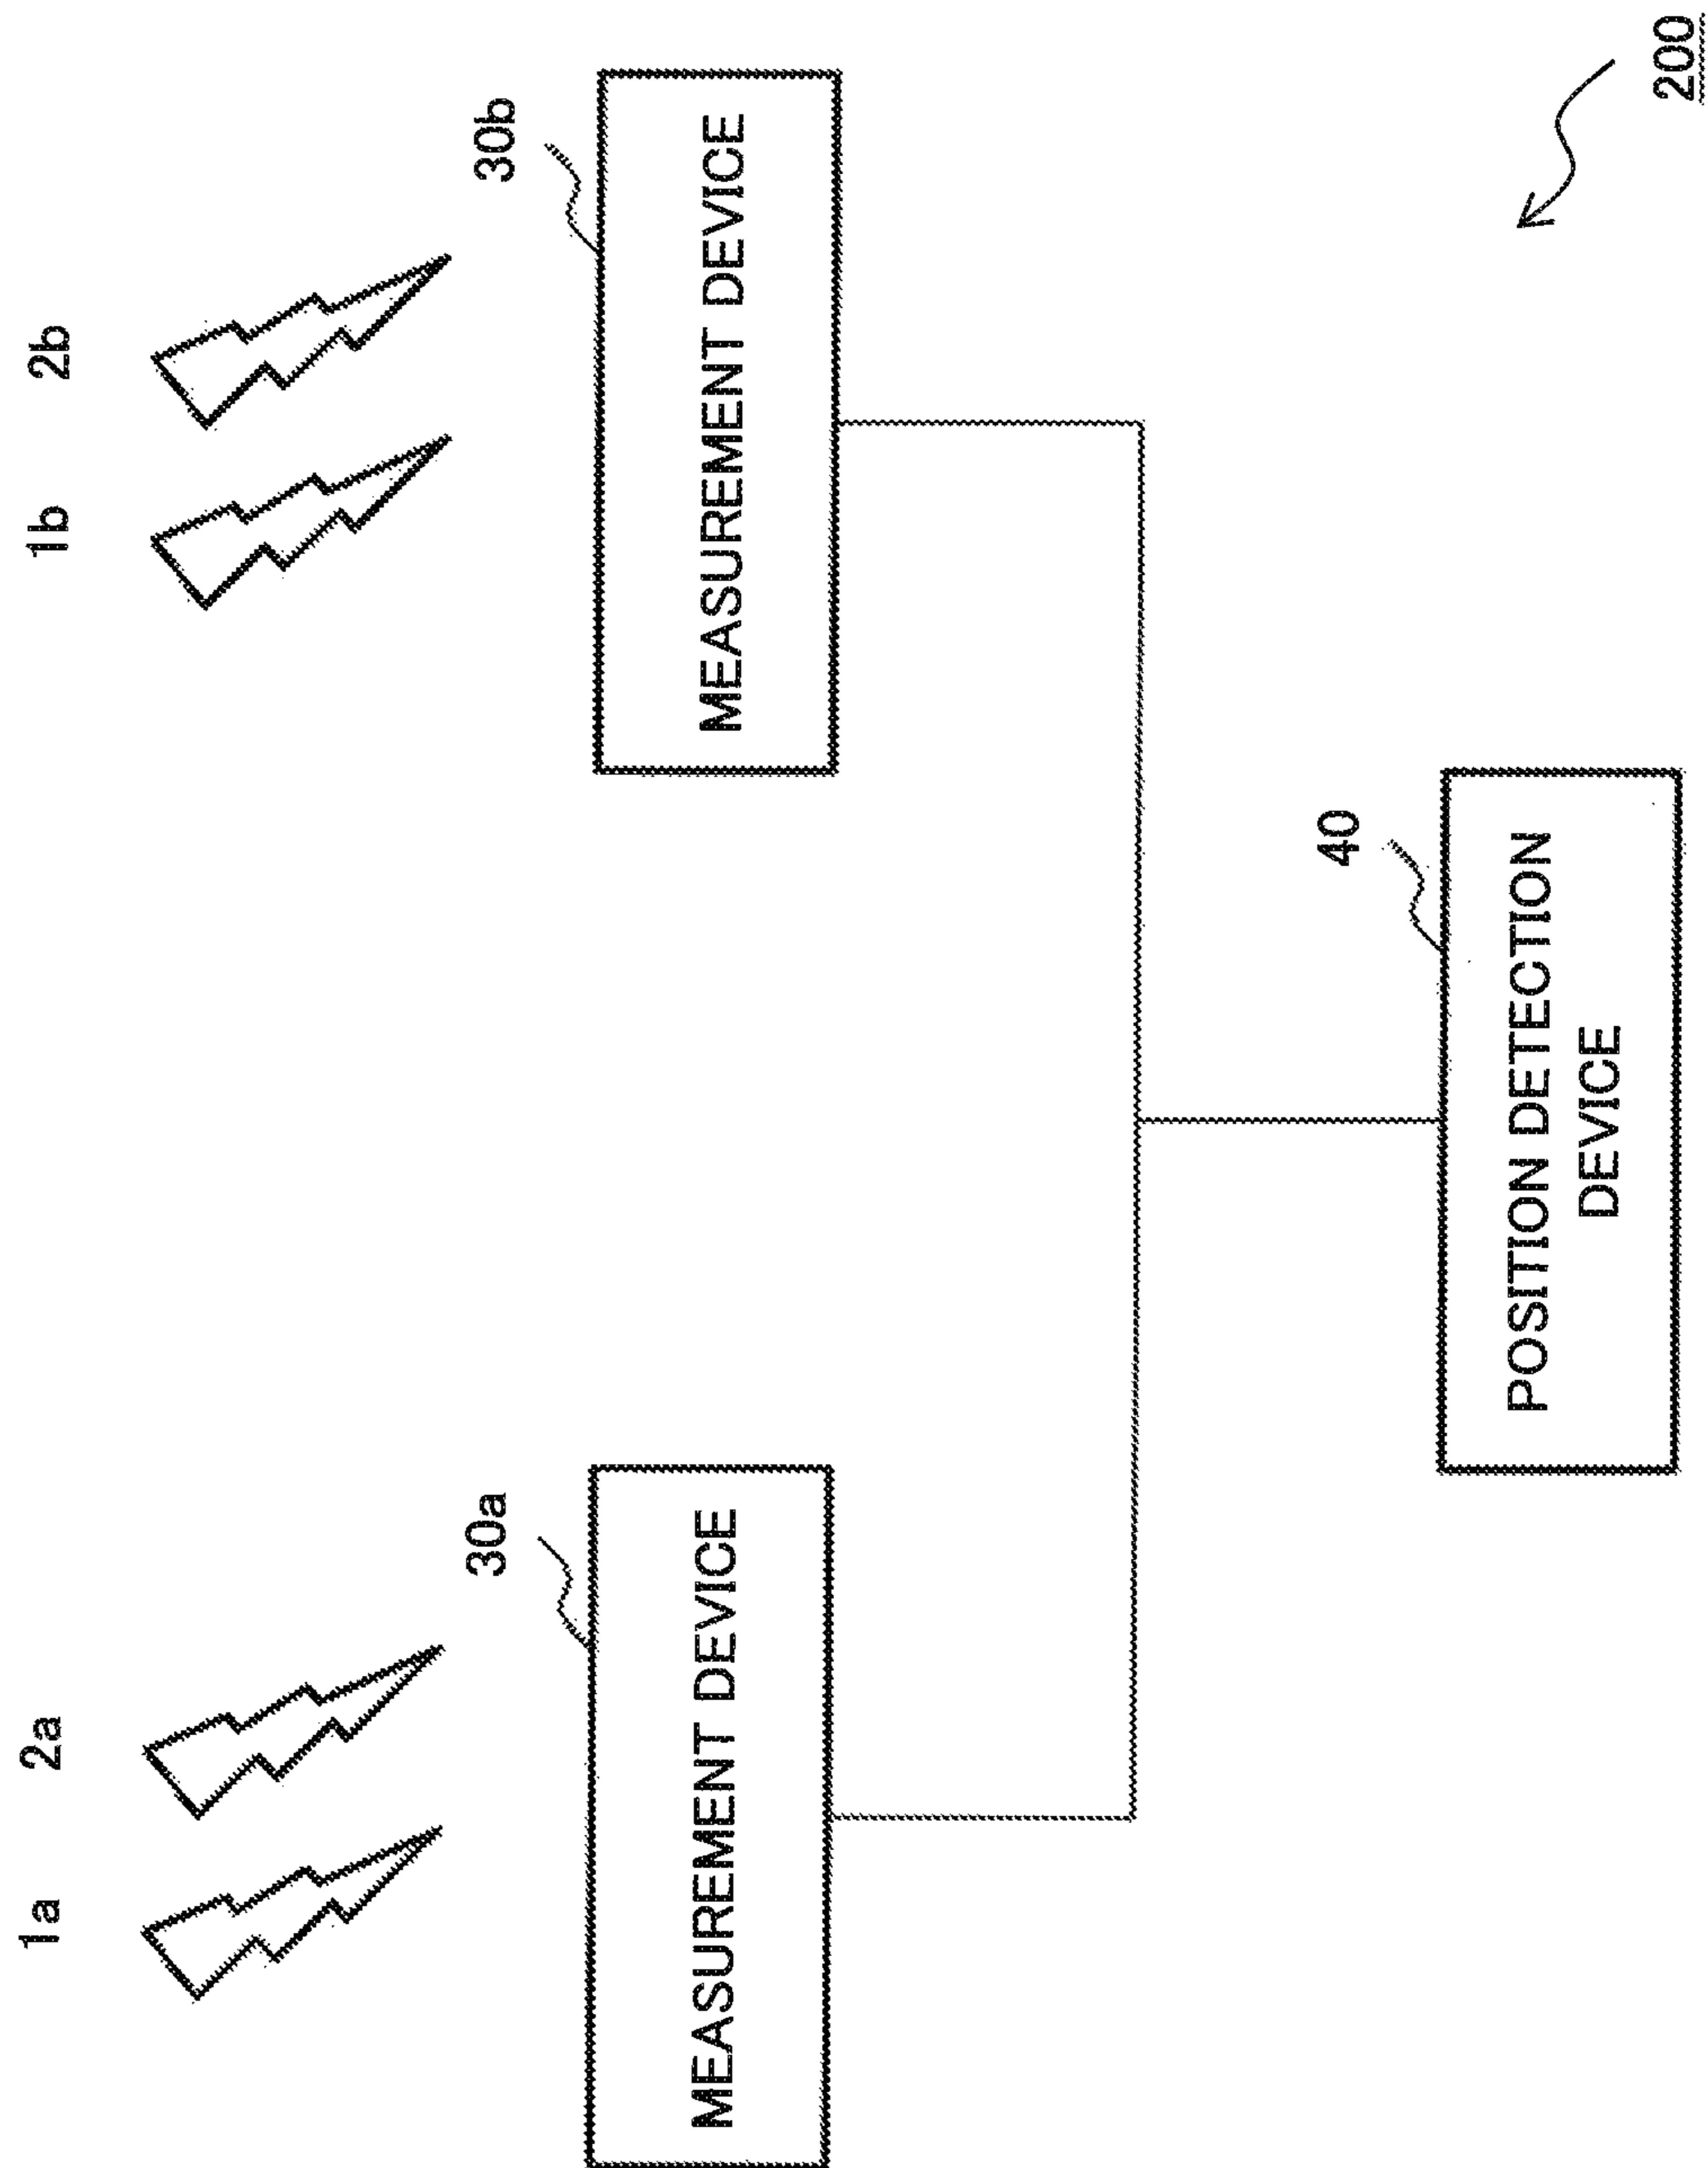 1a
2a
1b
2b
30a
30b
MEASUREMENT DEVICE
MEASUREMENT DEVICE
40
POSITION DETECTION
DEVICE
200